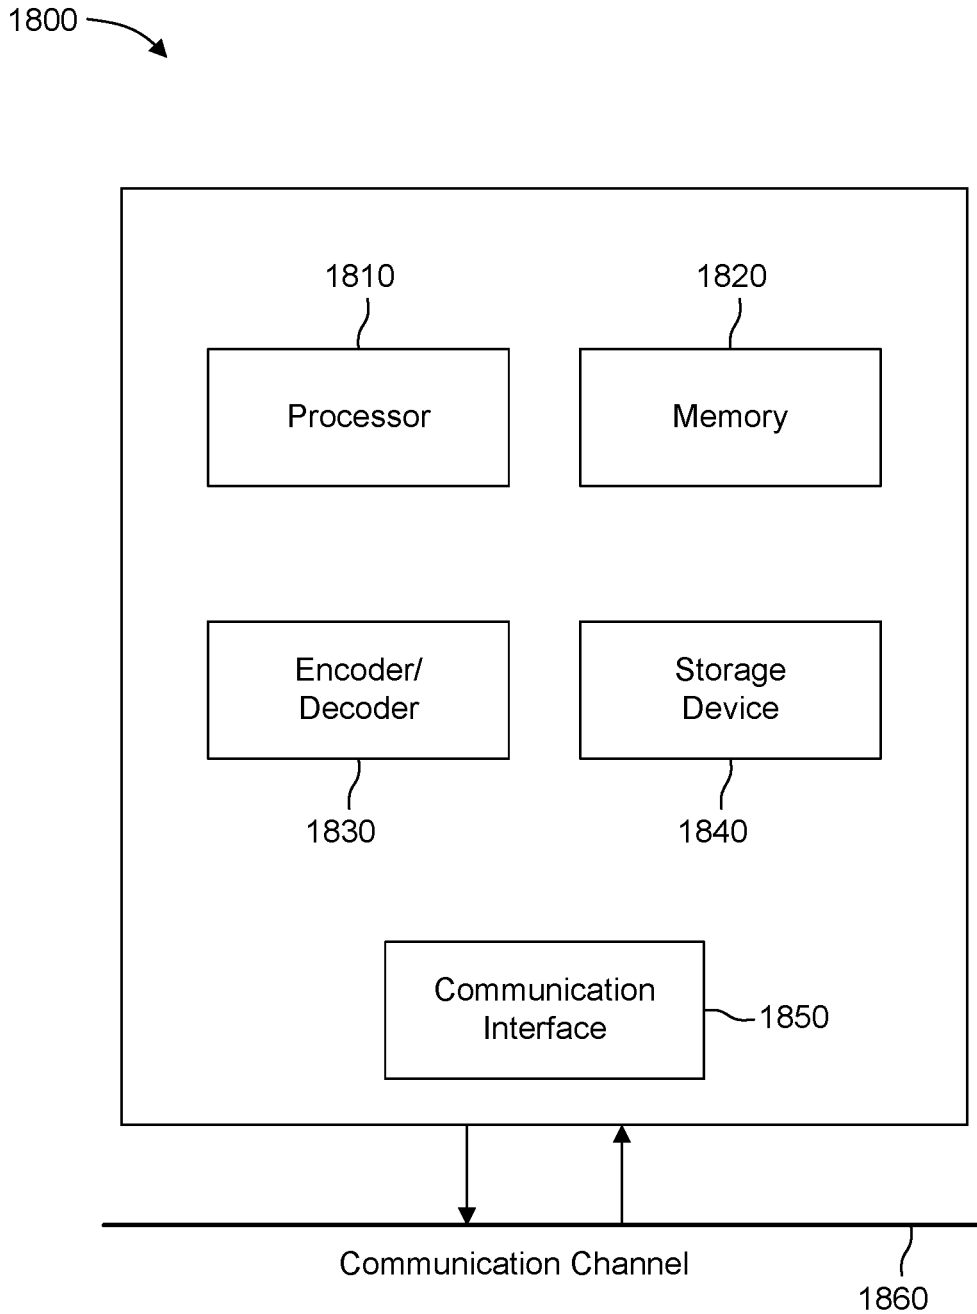 1800
1810
1820
Processor
Memory
Encoder/
Decoder
Storage
Device
1830
1840
Communication
Interface
1850
Communication Channel
1860